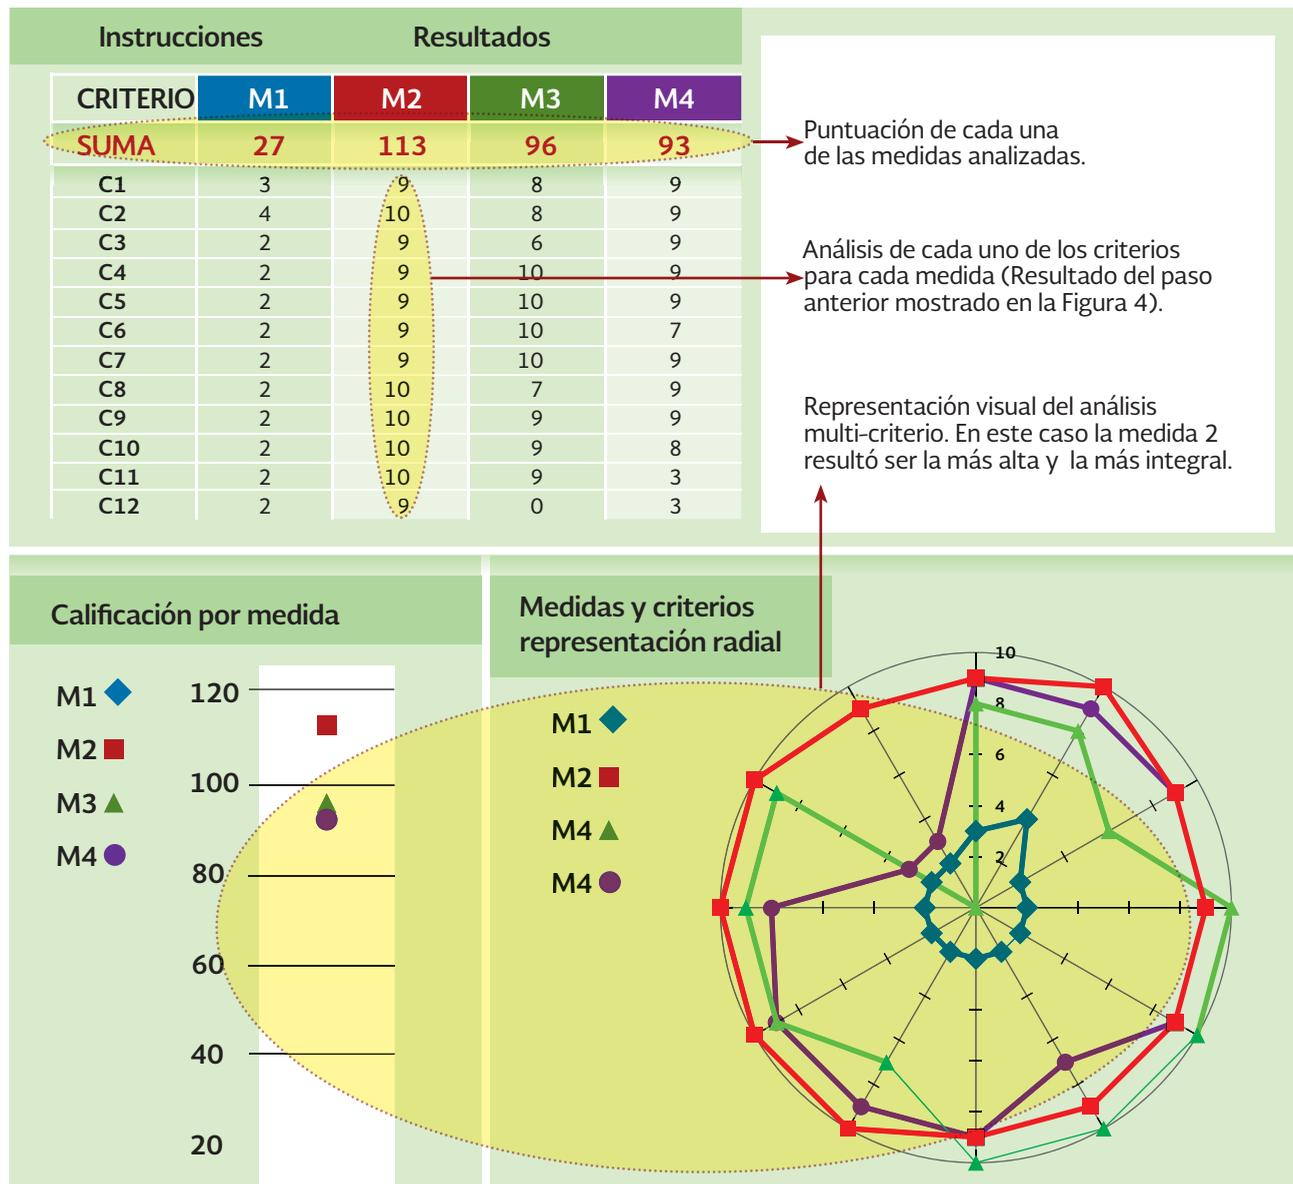 Instrucciones Resultados
CRITERIO M1 M2 M3 M4
SUMA 27 113 96 93
C1 3 9 8 9
C2 4 10 8 9
C3 2 9 6 9
C4 2 9 10 9
C5 2 9 10 9
C6 2 9 10 7
C7 2 9 10 9
C8 2 10 7 9
C9 2 10 9 9
C10 2 10 9 8
C11 2 10 9 3
C12 2 9 0 3
Puntuación de cada una
de las medidas analizadas.
Análisis de cada uno de los criterios
para cada medida (Resultado del paso
anterior mostrado en la Figura 4).
Representación visual del análisis
multi-criterio. En este caso la medida 2
resultó ser la más alta y la más integral.
Calificación por medida
M1
M2
M3
M4
120
100
80
60
40
20
Medidas y criterios
representación radial
M1
M2
M4
M4
10
8
6
4
2